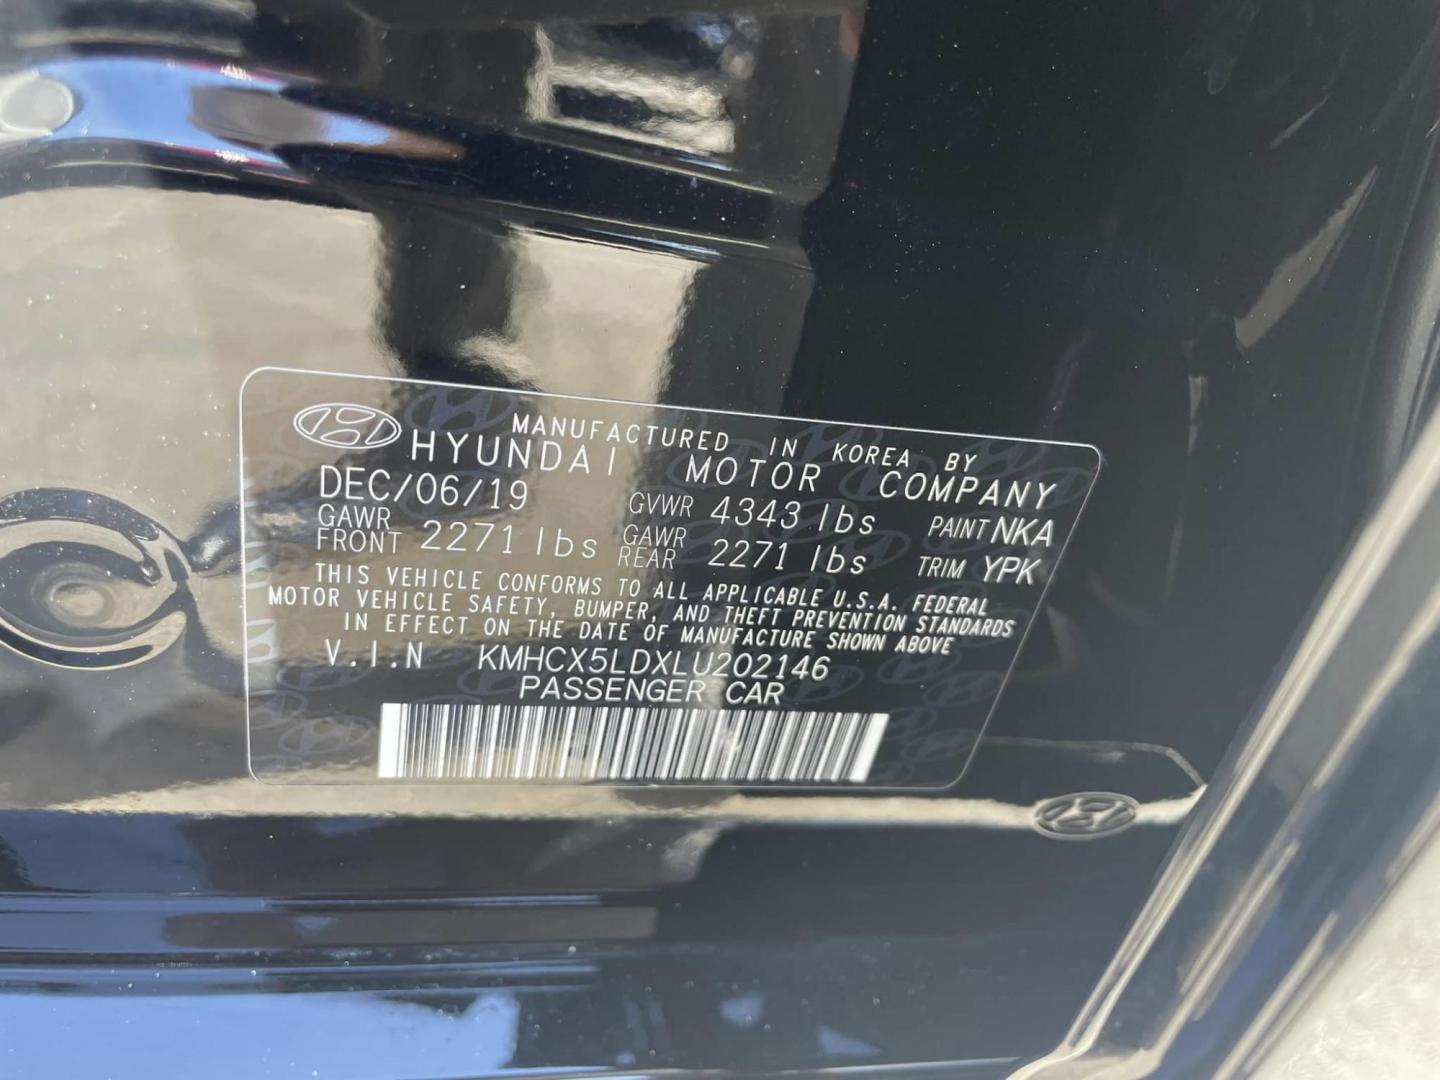 MANUFACTURED IN KOREA BY
HYUNDAI MOTOR COMPANY
DEC/06/19 GVWR 4343 lbs PAINT NKA
GAWR FRONT 2271 lbs GAWR REAR 2271 lbs TRIM YPK
THIS VEHICLE CONFORMS TO ALL APPLICABLE U.S.A. FEDERAL
MOTOR VEHICLE SAFETY, BUMPER, AND THEFT PREVENTION STANDARDS
IN EFFECT ON THE DATE OF MANUFACTURE SHOWN ABOVE
V.I.N KMHCX5LDXLU202146
PASSENGER CAR